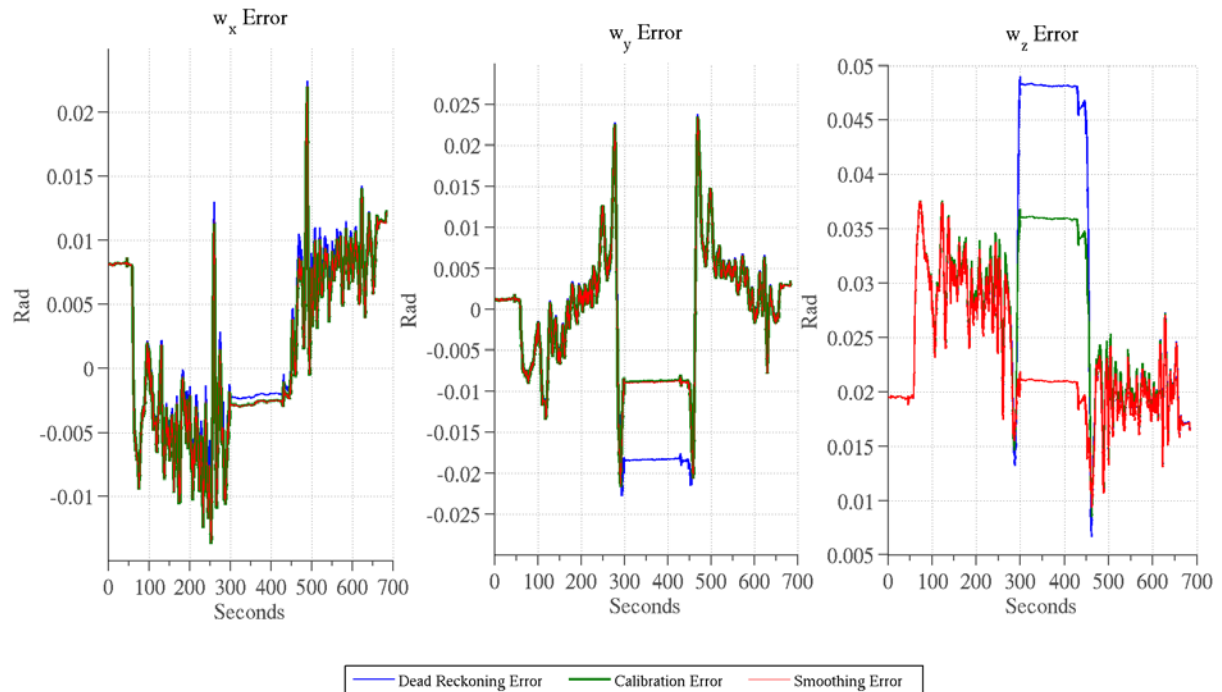 w_x Error
0.02
0.015
0.01
0.005
0
-0.005
-0.01
Rad
0 100 200 300 400 500 600 700
Seconds
w_y Error
0.025
0.02
0.015
0.01
0.005
0
-0.005
-0.01
-0.015
-0.02
-0.025
Rad
0 100 200 300 400 500 600 700
Seconds
w_z Error
0.05
0.045
0.04
0.035
0.03
0.025
0.02
0.015
0.01
0.005
Rad
0 100 200 300 400 500 600 700
Seconds
Dead Reckoning Error Calibration Error Smoothing Error